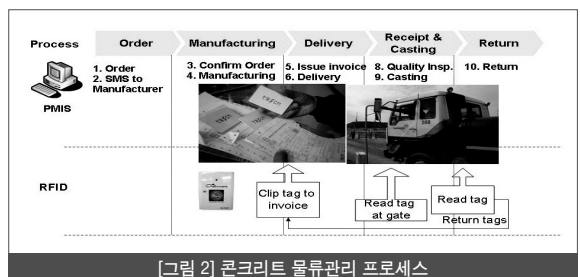 Process
Order
Manufacturing
Delivery
Receipt &
Casting
Return
PMIS
1. Order
2. SMS to
Manufacturer
3. Confirm Order
4. Manufacturing
5. Issue invoice
6. Delivery
8. Quality Insp.
9. Casting
10. Return
RFID
Clip tag to
invoice
Read tag
at gate
Read tag
Return tags
[그림 2] 콘크리트 물류관리 프로세스